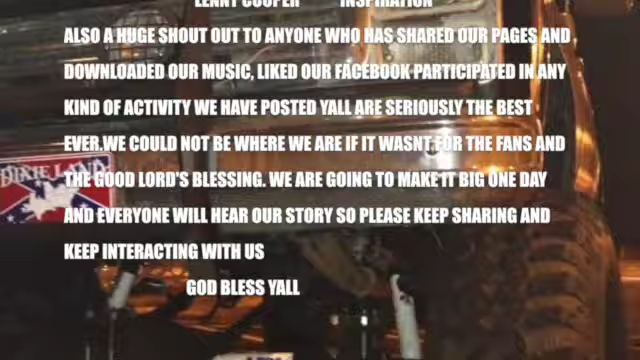 LENNY COOPER INSPIRATION
ALSO A HUGE SHOUT OUT TO ANYONE WHO HAS SHARED OUR PAGES AND
DOWNLOADED OUR MUSIC, LIKED OUR FACEBOOK PARTICIPATED IN ANY
KIND OF ACTIVITY WE HAVE POSTED YALL ARE SERIOUSLY THE BEST
EVER.WE COULD NOT BE WHERE WE ARE IF IT WASNT FOR THE FANS AND
THE GOOD LORD'S BLESSING. WE ARE GOING TO MAKE IT BIG ONE DAY
AND EVERYONE WILL HEAR OUR STORY SO PLEASE KEEP SHARING AND
KEEP INTERACTING WITH US
GOD BLESS YALL
DIXIE LAND